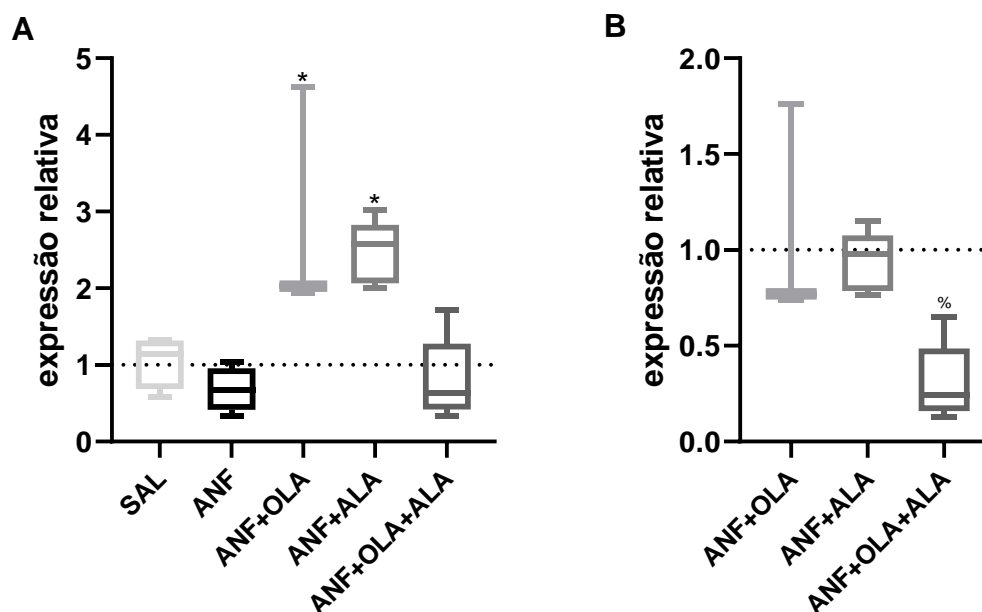 A
expressão relativa
5
4
3
2
1
0
*
*
SAL
ANF
ANF+OLA
ANF+ALA
ANF+OLA+ALA
B
expressão relativa
2.0
1.5
1.0
0.5
0.0
%
ANF+OLA
ANF+ALA
ANF+OLA+ALA